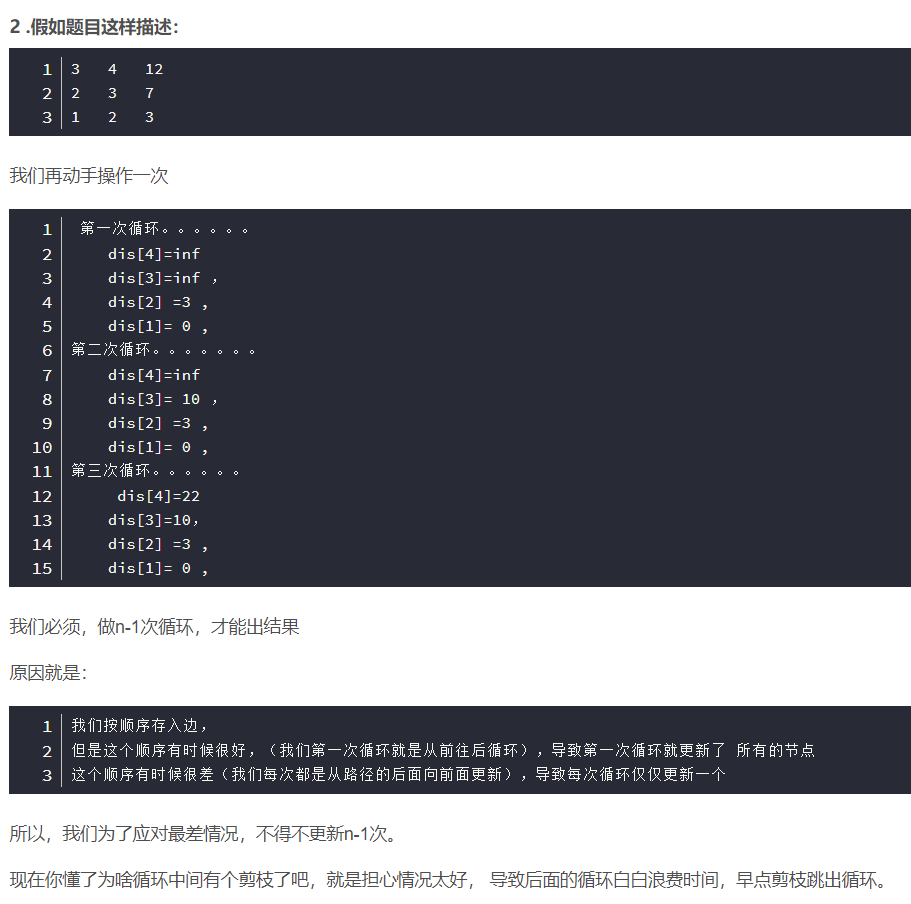 2 .假如题目这样描述：
1 3 4 12
2 2 3 7
3 1 2 3
我们再动手操作一次
1 第一次循环。。。。。。
2 dis[4]=inf
3 dis[3]=inf ，
4 dis[2] =3 ，
5 dis[1]= 0 ，
6 第二次循环。。。。。。。
7 dis[4]=inf
8 dis[3]= 10 ，
9 dis[2] =3 ，
10 dis[1]= 0 ，
11 第三次循环。。。。。。
12 dis[4]=22
13 dis[3]=10，
14 dis[2] =3 ，
15 dis[1]= 0 ，
我们必须，做n-1次循环，才能出结果
原因就是：
1 我们按顺序存入边，
2 但是这个顺序有时候很好，（我们第一次循环就是从前往后循环），导致第一次循环就更新了 所有的节点
3 这个顺序有时候很差（我们每次都是从路径的后面向前面更新），导致每次循环仅仅更新一个
所以，我们为了应对最差情况，不得不更新n-1次。
现在你懂了为啥循环中间有个剪枝了吧，就是担心情况太好， 导致后面的循环白白浪费时间，早点剪枝跳出循环。